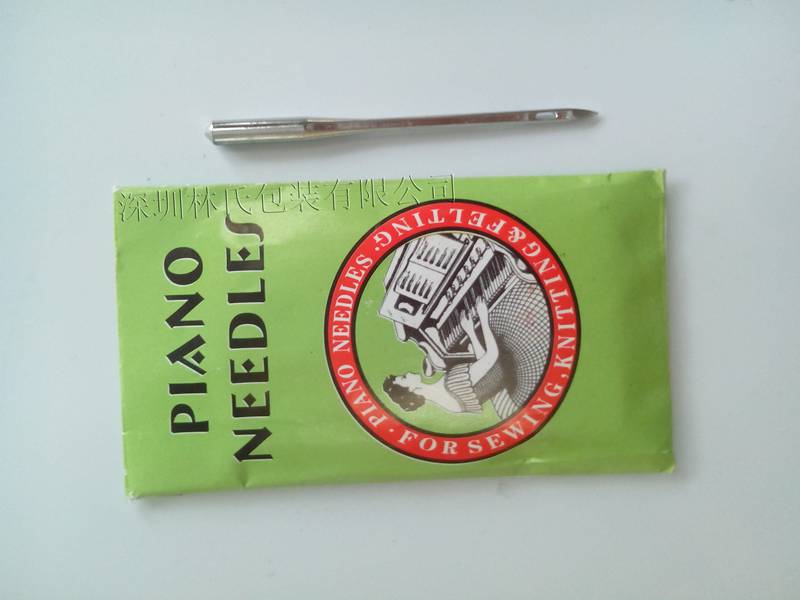 深圳林氏包装有限公司
PIANO
NEEDLES
· PIANO NEEDLES ·
FOR SEWING, KNITTING & FELTING.